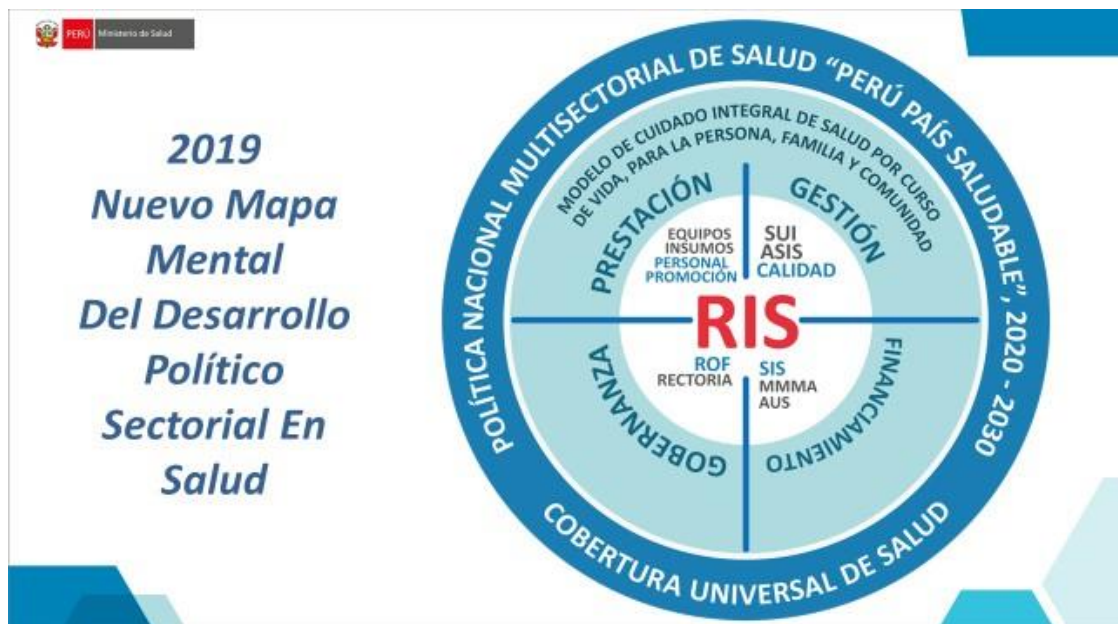 PERÚ Ministerio de Salud
2019
Nuevo Mapa
Mental
Del Desarrollo
Político
Sectorial En
Salud
POLÍTICA NACIONAL MULTISECTORIAL DE SALUD “PERÚ PAÍS SALUDABLE”, 2020 - 2030
MODELO DE CUIDADO INTEGRAL DE SALUD POR CURSO
DE VIDA, PARA LA PERSONA, FAMILIA Y COMUNIDAD
PRESTACIÓN
GESTIÓN
EQUIPOS
INSUMOS
PERSONAL
PROMOCIÓN
SUI
ASIS
CALIDAD
RIS
ROF
RECTORIA
SIS
MMMA
AUS
GOBERNANZA
FINANCIAMIENTO
COBERTURA UNIVERSAL DE SALUD